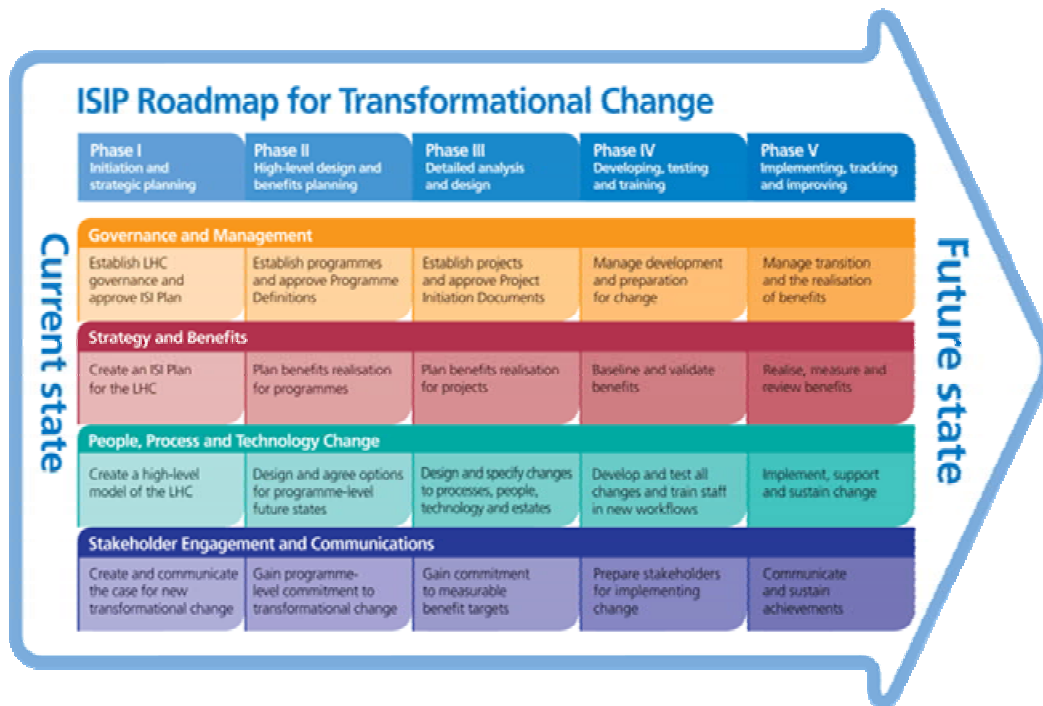 ISIP Roadmap for Transformational Change
Phase I
Initiation and
strategic planning
Phase II
High-level design and
benefits planning
Phase III
Detailed analysis
and design
Phase IV
Developing, testing
and training
Phase V
Implementing, tracking
and improving
Current state
Governance and Management
Establish LHC
governance and
approve ISI Plan
Establish programmes
and approve Programme
Definitions
Establish projects
and approve Project
Initiation Documents
Manage development
and preparation
for change
Manage transition
and the realisation
of benefits
Strategy and Benefits
Create an ISI Plan
for the LHC
Plan benefits realisation
for programmes
Plan benefits realisation
for projects
Baseline and validate
benefits
Realise, measure and
review benefits
People, Process and Technology Change
Create a high-level
model of the LHC
Design and agree options
for programme-level
future states
Design and specify changes
to processes, people,
technology and estates
Develop and test all
changes and train staff
in new workflows
Implement, support
and sustain change
Stakeholder Engagement and Communications
Create and communicate
the case for new
transformational change
Gain programme-
level commitment to
transformational change
Gain commitment
to measurable
benefit targets
Prepare stakeholders
for implementing
change
Communicate
and sustain
achievements
Future state